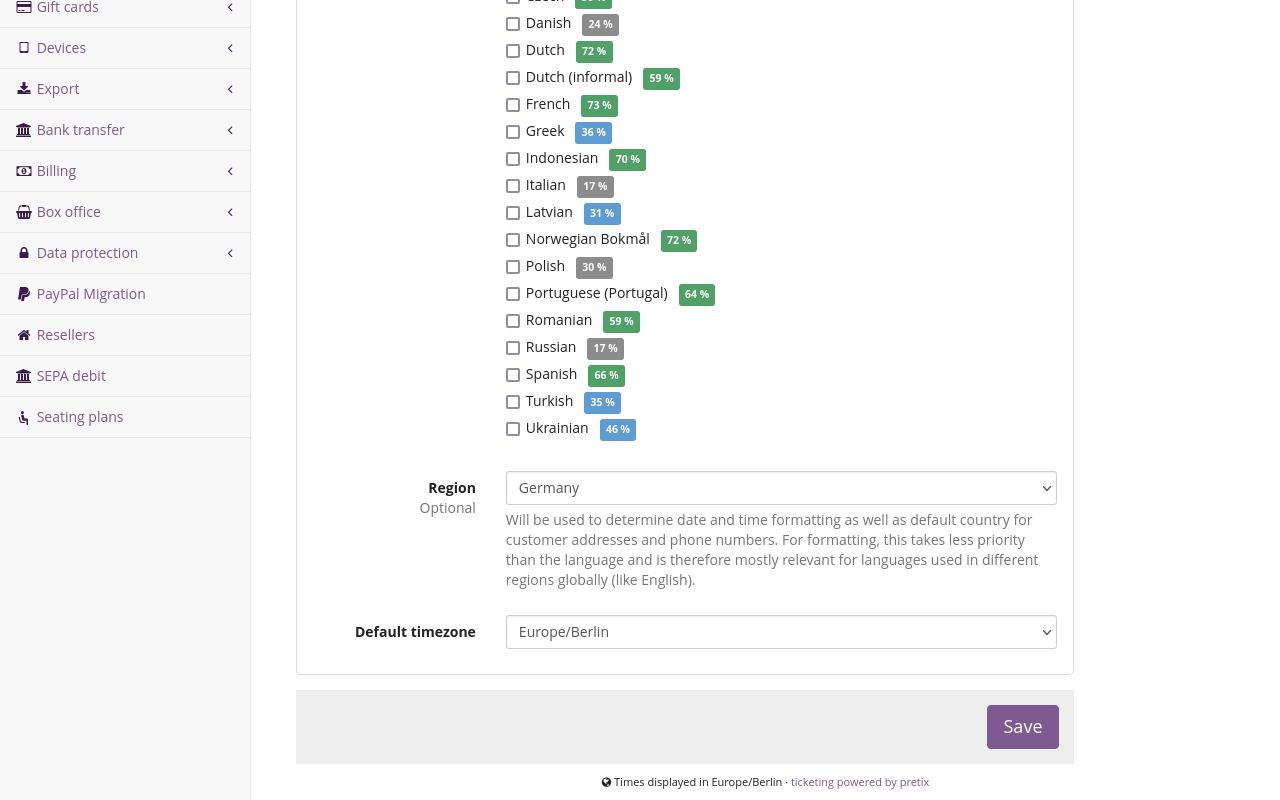 Gift cards
Devices
Export
Bank transfer
Billing
Box office
Data protection
PayPal Migration
Resellers
SEPA debit
Seating plans
Danish 24 %
Dutch 72 %
Dutch (informal) 59 %
French 73 %
Greek 36 %
Indonesian 70 %
Italian 17 %
Latvian 31 %
Norwegian Bokmål 72 %
Polish 30 %
Portuguese (Portugal) 64 %
Romanian 59 %
Russian 17 %
Spanish 66 %
Turkish 35 %
Ukrainian 46 %
Region
Optional
Germany
Will be used to determine date and time formatting as well as default country for
customer addresses and phone numbers. For formatting, this takes less priority
than the language and is therefore mostly relevant for languages used in different
regions globally (like English).
Default timezone
Europe/Berlin
Save
Times displayed in Europe/Berlin · ticketing powered by pretix